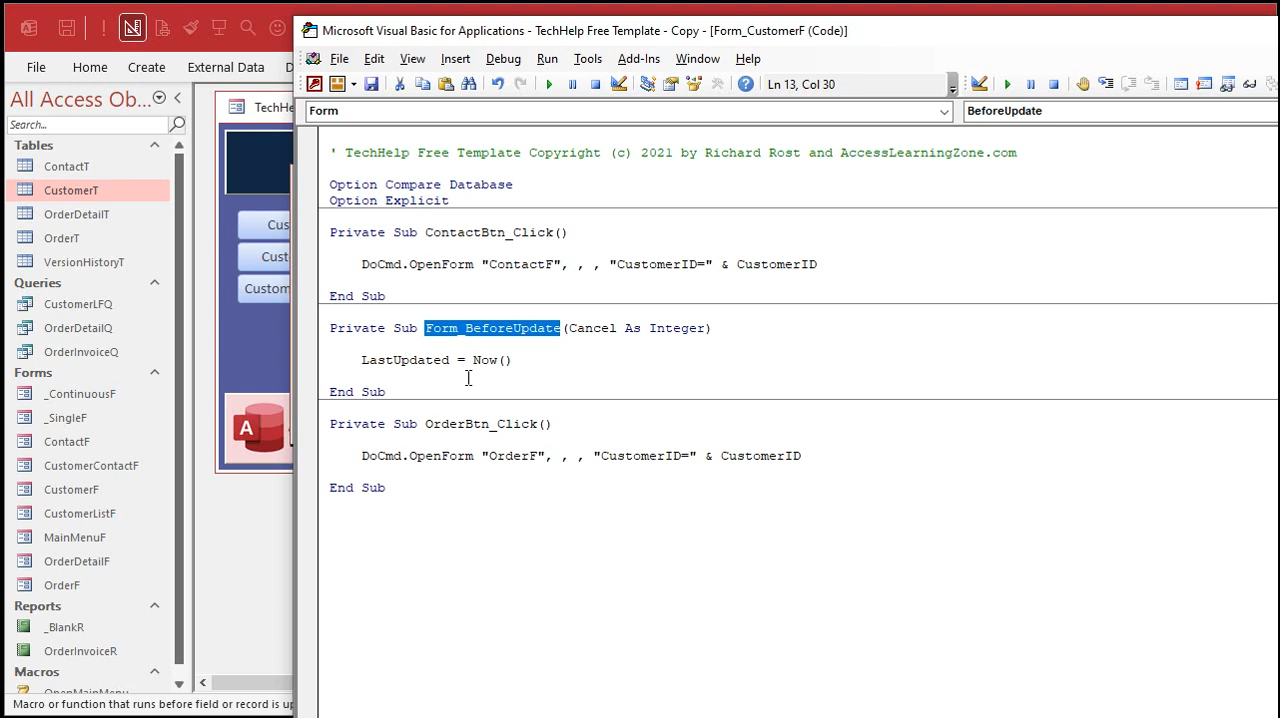 Microsoft Visual Basic for Applications - TechHelp Free Template - Copy - [Form_CustomerF (Code)]
File Home Create External Data
File Edit View Insert Debug Run Tools Add-Ins Window Help
Ln 13, Col 30
All Access Ob...
Search...
Tables
ContactT
CustomerT
OrderDetailT
OrderT
VersionHistoryT
Queries
CustomerLFQ
OrderDetailQ
OrderInvoiceQ
Forms
_ContinuousF
_SingleF
ContactF
CustomerContactF
CustomerF
CustomerListF
MainMenuF
OrderDetailF
OrderF
Reports
_BlankR
OrderInvoiceR
Macros
OpenMainMenu
Macro or function that runs before field or record is up
TechHe
Cus
Cust
Custom
A
Form BeforeUpdate
' TechHelp Free Template Copyright (c) 2021 by Richard Rost and AccessLearningZone.com
Option Compare Database
Option Explicit
Private Sub ContactBtn_Click()
DoCmd.OpenForm "ContactF", , , "CustomerID=" & CustomerID
End Sub
Private Sub Form_BeforeUpdate(Cancel As Integer)
LastUpdated = Now()
End Sub
Private Sub OrderBtn_Click()
DoCmd.OpenForm "OrderF", , , "CustomerID=" & CustomerID
End Sub